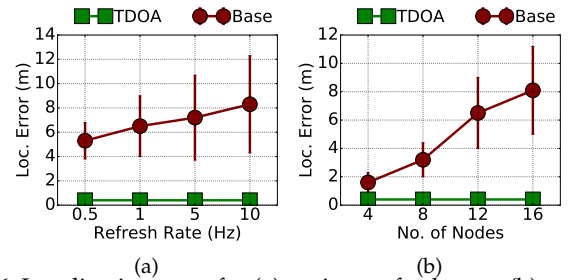 TDOA Base
TDOA Base
14
12
10
8
6
4
2
0
Loc. Error (m)
0.5 1 5 10
Refresh Rate (Hz)
12
10
8
6
4
2
0
Loc. Error (m)
4 8 12 16
No. of Nodes
(a) (b)